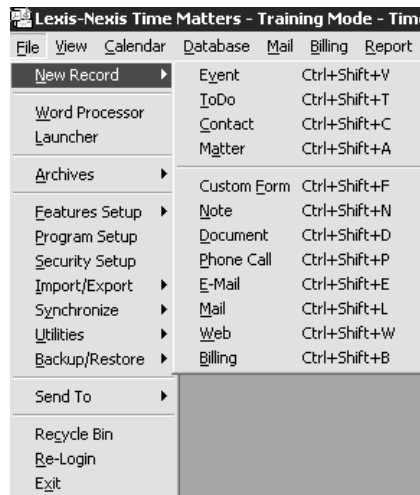 Lexis-Nexis Time Matters - Training Mode - Tim
File View Calendar Database Mail Billing Report
New Record
Word Processor
Launcher
Archives
Features Setup
Program Setup
Security Setup
Import/Export
Synchronize
Utilities
Backup/Restore
Send To
Recycle Bin
Re-Login
Exit
Event Ctrl+Shift+V
ToDo Ctrl+Shift+T
Contact Ctrl+Shift+C
Matter Ctrl+Shift+A
Custom Form Ctrl+Shift+F
Note Ctrl+Shift+N
Document Ctrl+Shift+D
Phone Call Ctrl+Shift+P
E-Mail Ctrl+Shift+E
Mail Ctrl+Shift+L
Web Ctrl+Shift+W
Billing Ctrl+Shift+B